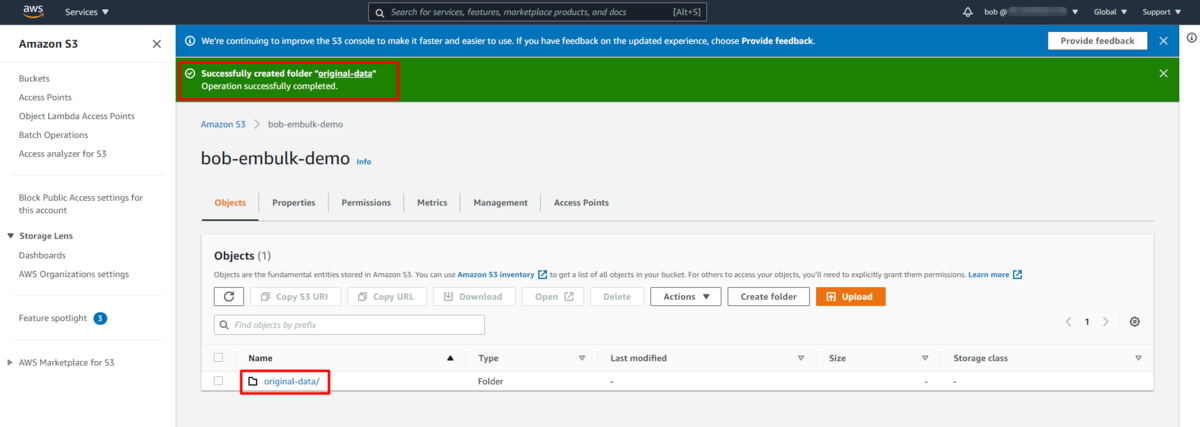 aws
Services
Search for services, features, marketplace products, and docs [Alt+S]
bob @
Global
Support
Amazon S3
Buckets
Access Points
Object Lambda Access Points
Batch Operations
Access analyzer for S3
Block Public Access settings for
this account
Storage Lens
Dashboards
AWS Organizations settings
Feature spotlight 3
AWS Marketplace for S3
We're continuing to improve the S3 console to make it faster and easier to use. If you have feedback on the updated experience, choose Provide feedback.
Provide feedback
Successfully created folder "original-data"
Operation successfully completed.
Amazon S3 > bob-embulk-demo
bob-embulk-demo Info
Objects Properties Permissions Metrics Management Access Points
Objects (1)
Objects are the fundamental entities stored in Amazon S3. You can use Amazon S3 inventory to get a list of all objects in your bucket. For others to access your objects, you'll need to explicitly grant them permissions. Learn more
Copy S3 URI Copy URL Download Open Delete Actions Create folder Upload
Find objects by prefix
1
Name Type Last modified Size Storage class
original-data/ Folder - - -